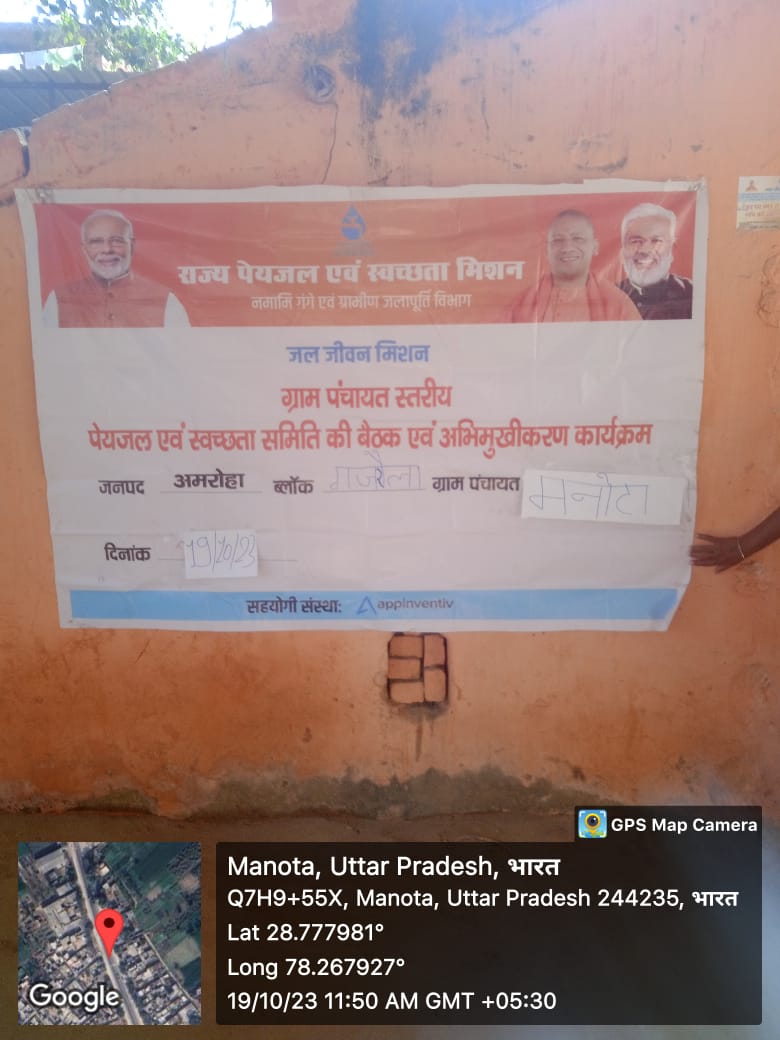 राज्य पेयजल एवं स्वच्छता मिशन
नमामि गंगे एवं ग्रामीण जलापूर्ति विभाग
जल जीवन मिशन
ग्राम पंचायत स्तरीय
पेयजल एवं स्वच्छता समिति की बैठक एवं अभिमुखीकरण कार्यक्रम
जनपद अमरोहा ब्लॉक गजरैला ग्राम पंचायत मनोटा
दिनांक 19/10/23
सहयोगी संस्था: appinventiv
GPS Map Camera
Manota, Uttar Pradesh, भारत
Q7H9+55X, Manota, Uttar Pradesh 244235, भारत
Lat 28.777981°
Long 78.267927°
19/10/23 11:50 AM GMT +05:30
Google